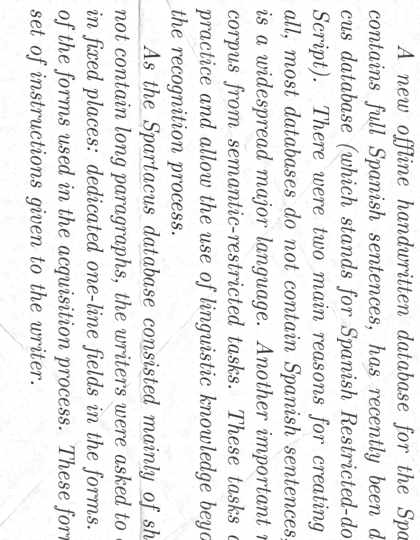 A new offline handwritten database for the Spa
contains full Spanish sentences, has recently been d
cus database (which stands for Spanish Restricted-do
Script). There were two main reasons for creating
all, most databases do not contain Spanish sentences,
is a widespread major language. Another important r
corpus from semantic-restricted tasks. These tasks c
practice and allow the use of linguistic knowledge beyo
the recognition process.
As the Spartacus database consisted mainly of sh
not contain long paragraphs, the writers were asked to c
in fixed places: dedicated one-line fields in the forms.
of the forms used in the acquisition process. These form
set of instructions given to the writer.